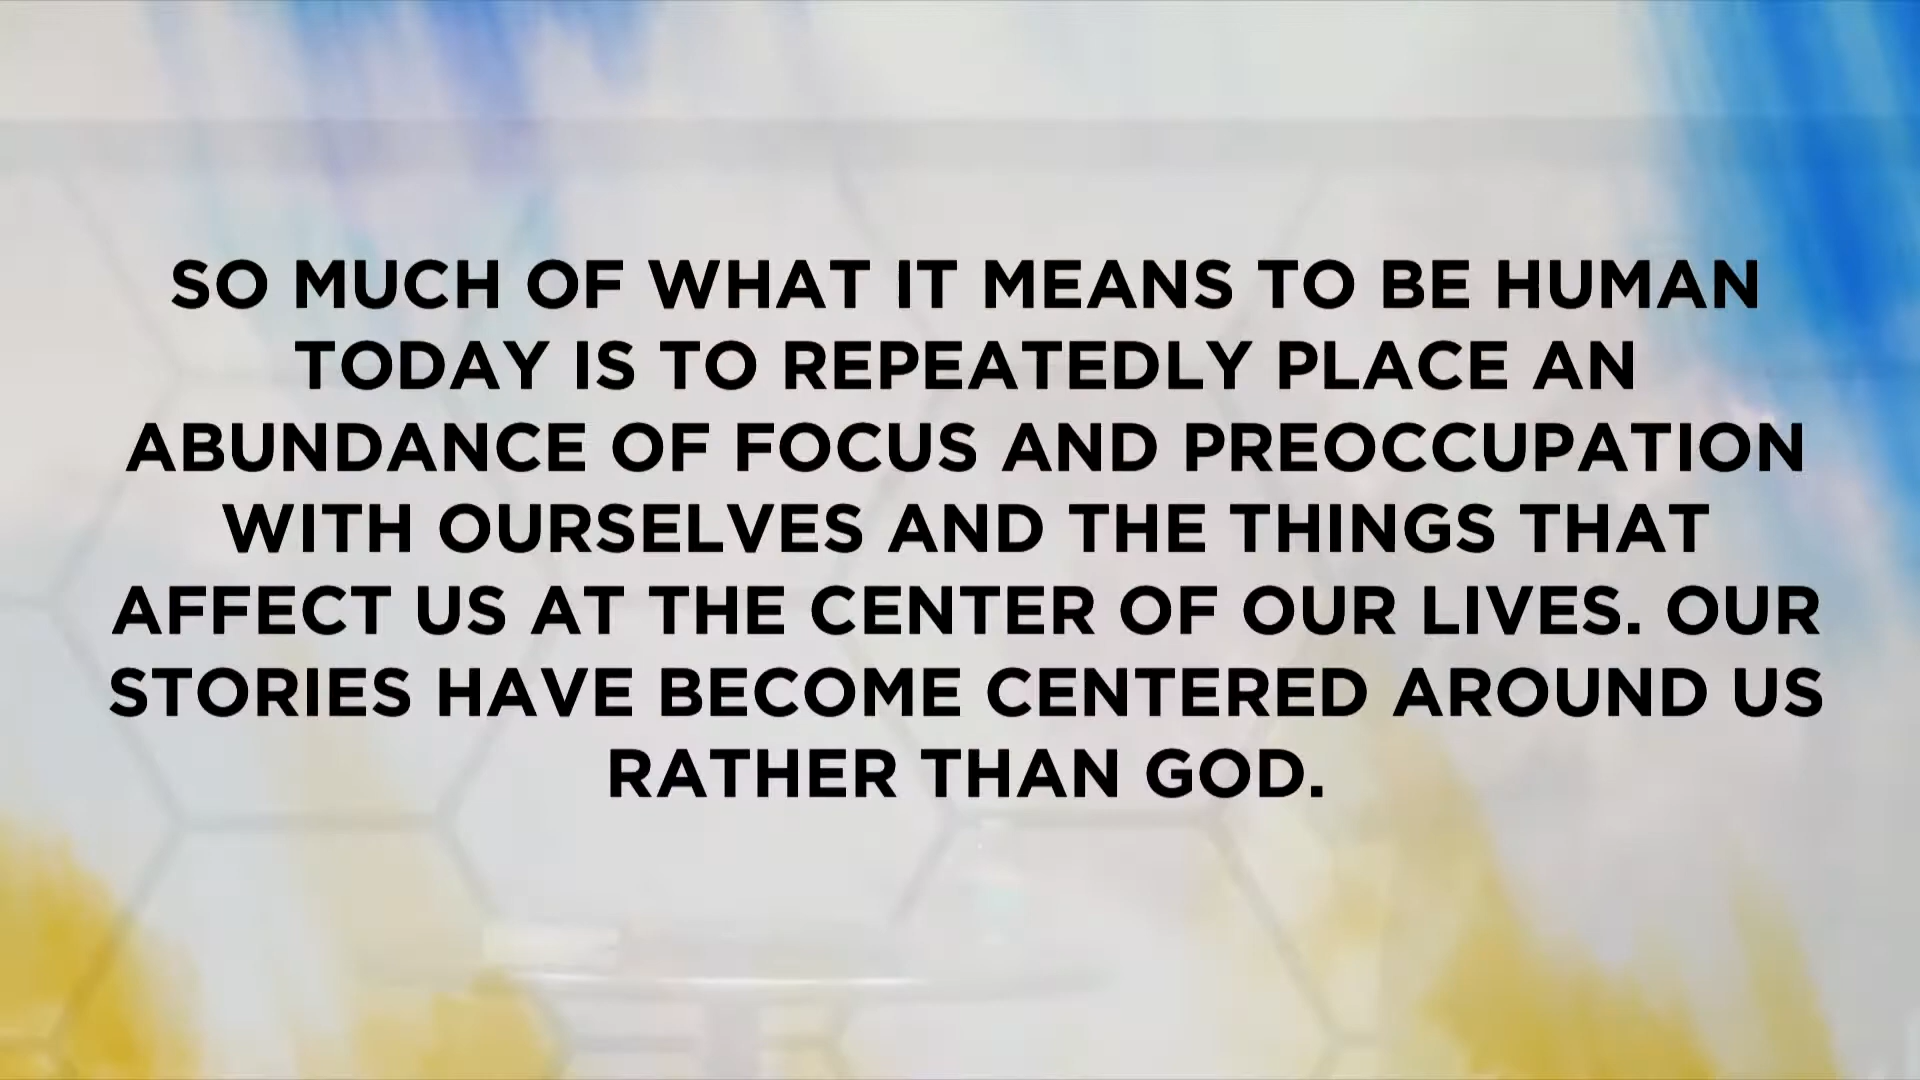 SO MUCH OF WHAT IT MEANS TO BE HUMAN
TODAY IS TO REPEATEDLY PLACE AN
ABUNDANCE OF FOCUS AND PREOCCUPATION
WITH OURSELVES AND THE THINGS THAT
AFFECT US AT THE CENTER OF OUR LIVES. OUR
STORIES HAVE BECOME CENTERED AROUND US
RATHER THAN GOD.